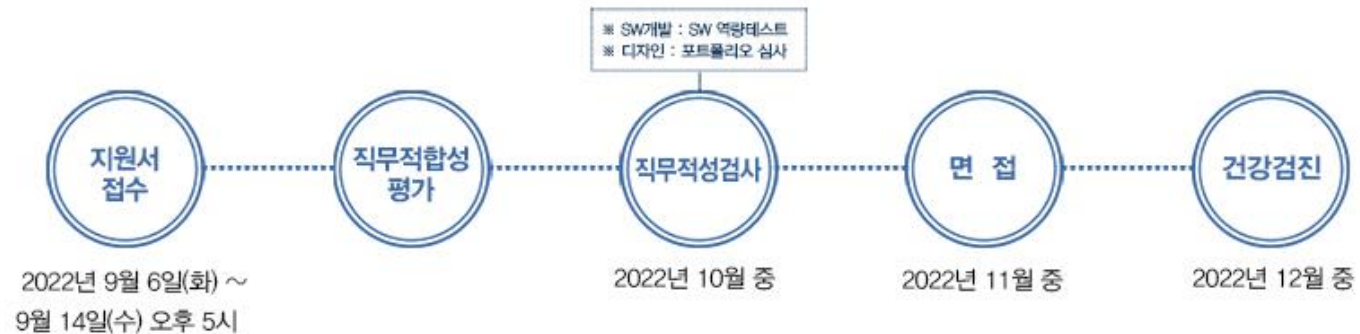 ※ SW개발 : SW 역량테스트
※ 디자인 : 포트폴리오 심사
지원서
접수
직무적합성
평가
직무적성검사
면 접
건강검진
2022년 9월 6일(화) ~
9월 14일(수) 오후 5시
2022년 10월 중
2022년 11월 중
2022년 12월 중